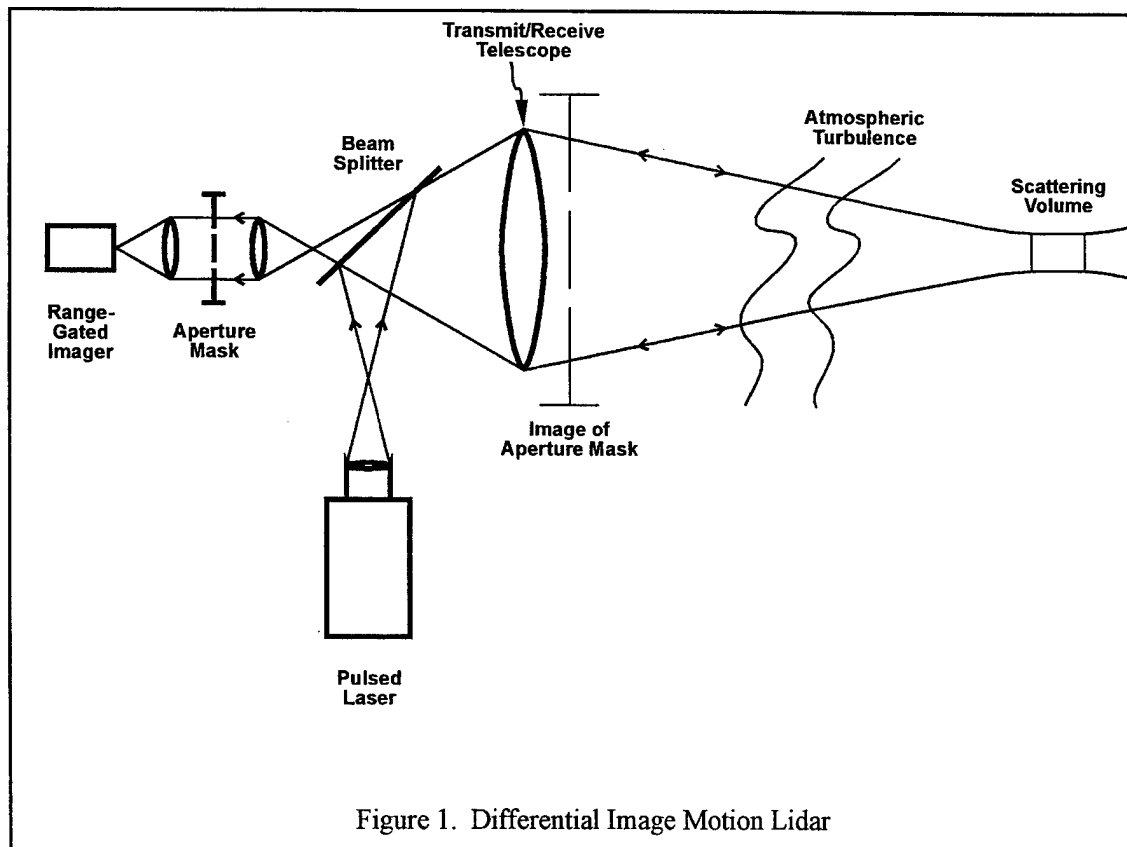 Transmit/Receive
Telescope
Atmospheric
Turbulence
Beam
Splitter
Scattering
Volume
Range-
Gated
Imager
Aperture
Mask
Image of
Aperture Mask
Pulsed
Laser
Figure 1. Differential Image Motion Lidar